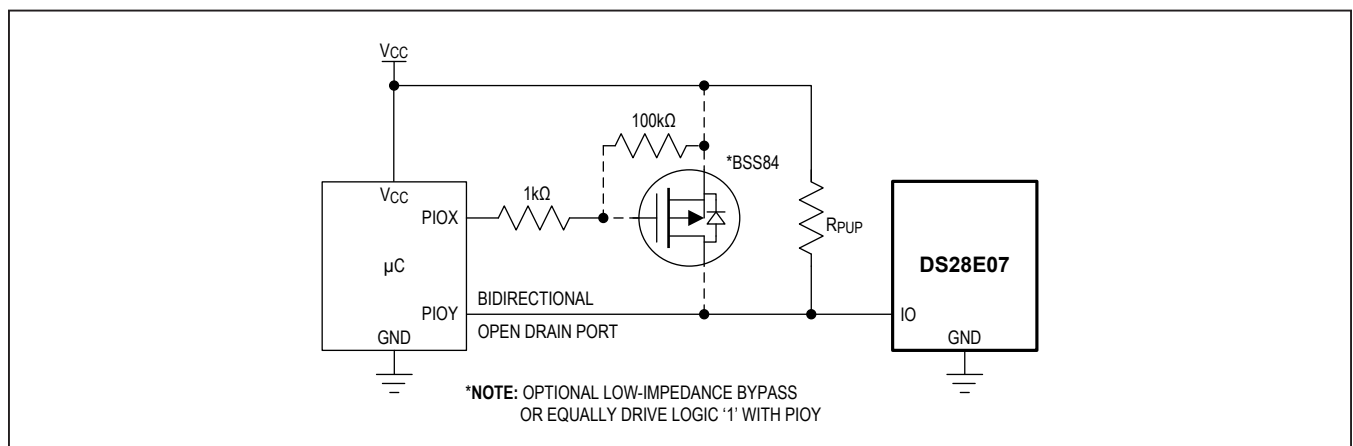 VCC
100kΩ
*BSS84
VCC
PIOX
1kΩ
RPUP
µC
DS28E07
PIOY
BIDIRECTIONAL
OPEN DRAIN PORT
IO
GND
GND
*NOTE: OPTIONAL LOW-IMPEDANCE BYPASS
OR EQUALLY DRIVE LOGIC ‘1’ WITH PIOY